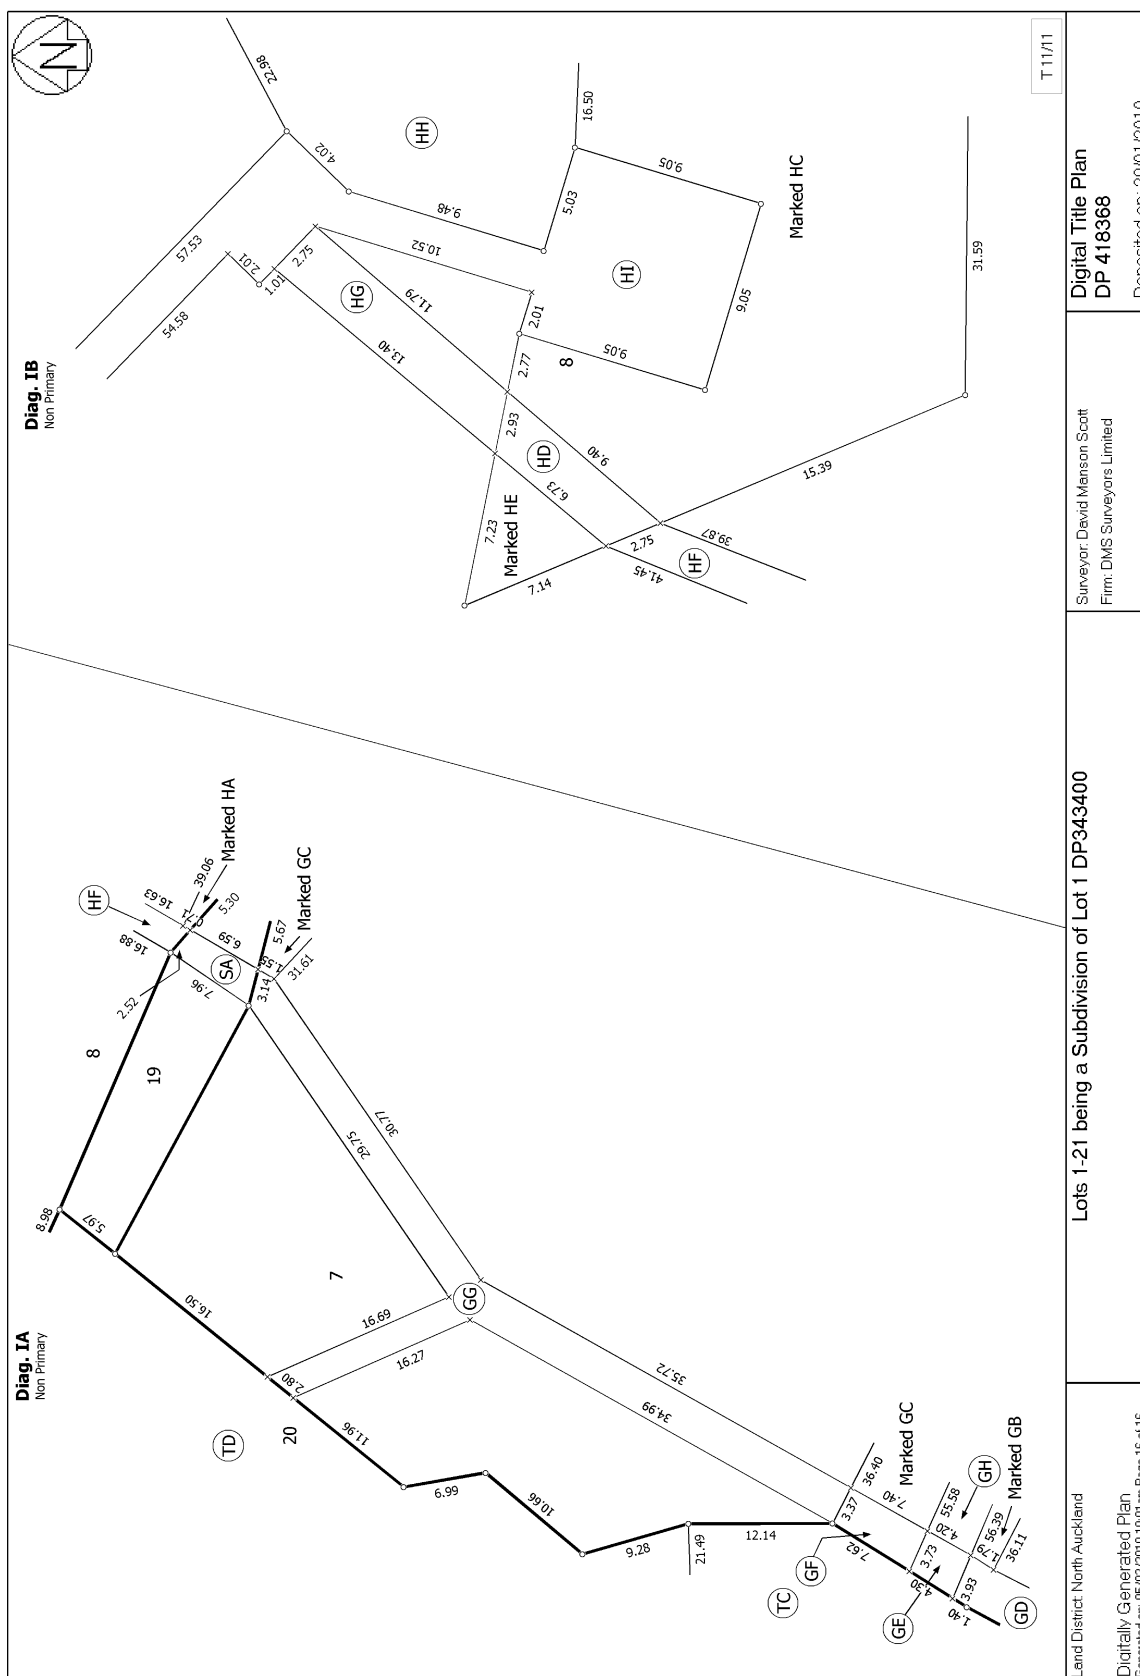 Diag. IA
Non Primary
8.98
5.97
8
19
HF
16.88
16.63
39.06
0.71
Marked HA
5.30
2.52
7.96
SA
6.59
5.67
1.55
3.14
Marked GC
31.61
16.50
7
29.75
30.77
TD
20
2.80
16.69
16.27
GG
11.96
6.99
10.66
9.28
21.49
12.14
34.99
35.72
TC
GF
3.37
36.40
Marked GC
7.62
7.40
55.58
GH
3.73
4.20
4.30
GE
56.39
Marked GB
1.79
3.93
1.40
36.11
GD
Diag. IB
Non Primary
N
22.98
57.53
4.02
HH
54.58
2.01
1.01
2.75
HG
9.48
10.52
11.79
13.40
16.50
5.03
9.05
HI
Marked HC
2.01
9.05
9.05
8
2.77
2.93
HD
9.40
6.73
7.23
Marked HE
7.14
2.75
41.45
HF
39.87
15.39
31.59
T 11/11
Land District: North Auckland
Digitally Generated Plan
Lots 1-21 being a Subdivision of Lot 1 DP343400
Surveyor: David Manson Scott
Firm: DMS Surveyors Limited
Digital Title Plan
DP 418368